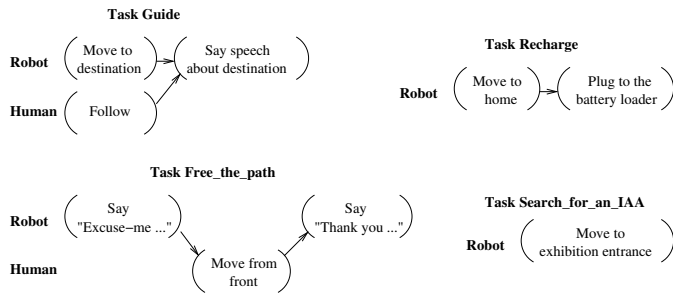 Task Guide
Robot
Move to
destination
Say speech
about destination
Human
Follow
Task Recharge
Robot
Move to
home
Plug to the
battery loader
Task Free_the_path
Robot
Say
"Excuse−me ..."
Say
"Thank you ..."
Human
Move from
front
Task Search_for_an_IAA
Robot
Move to
exhibition entrance